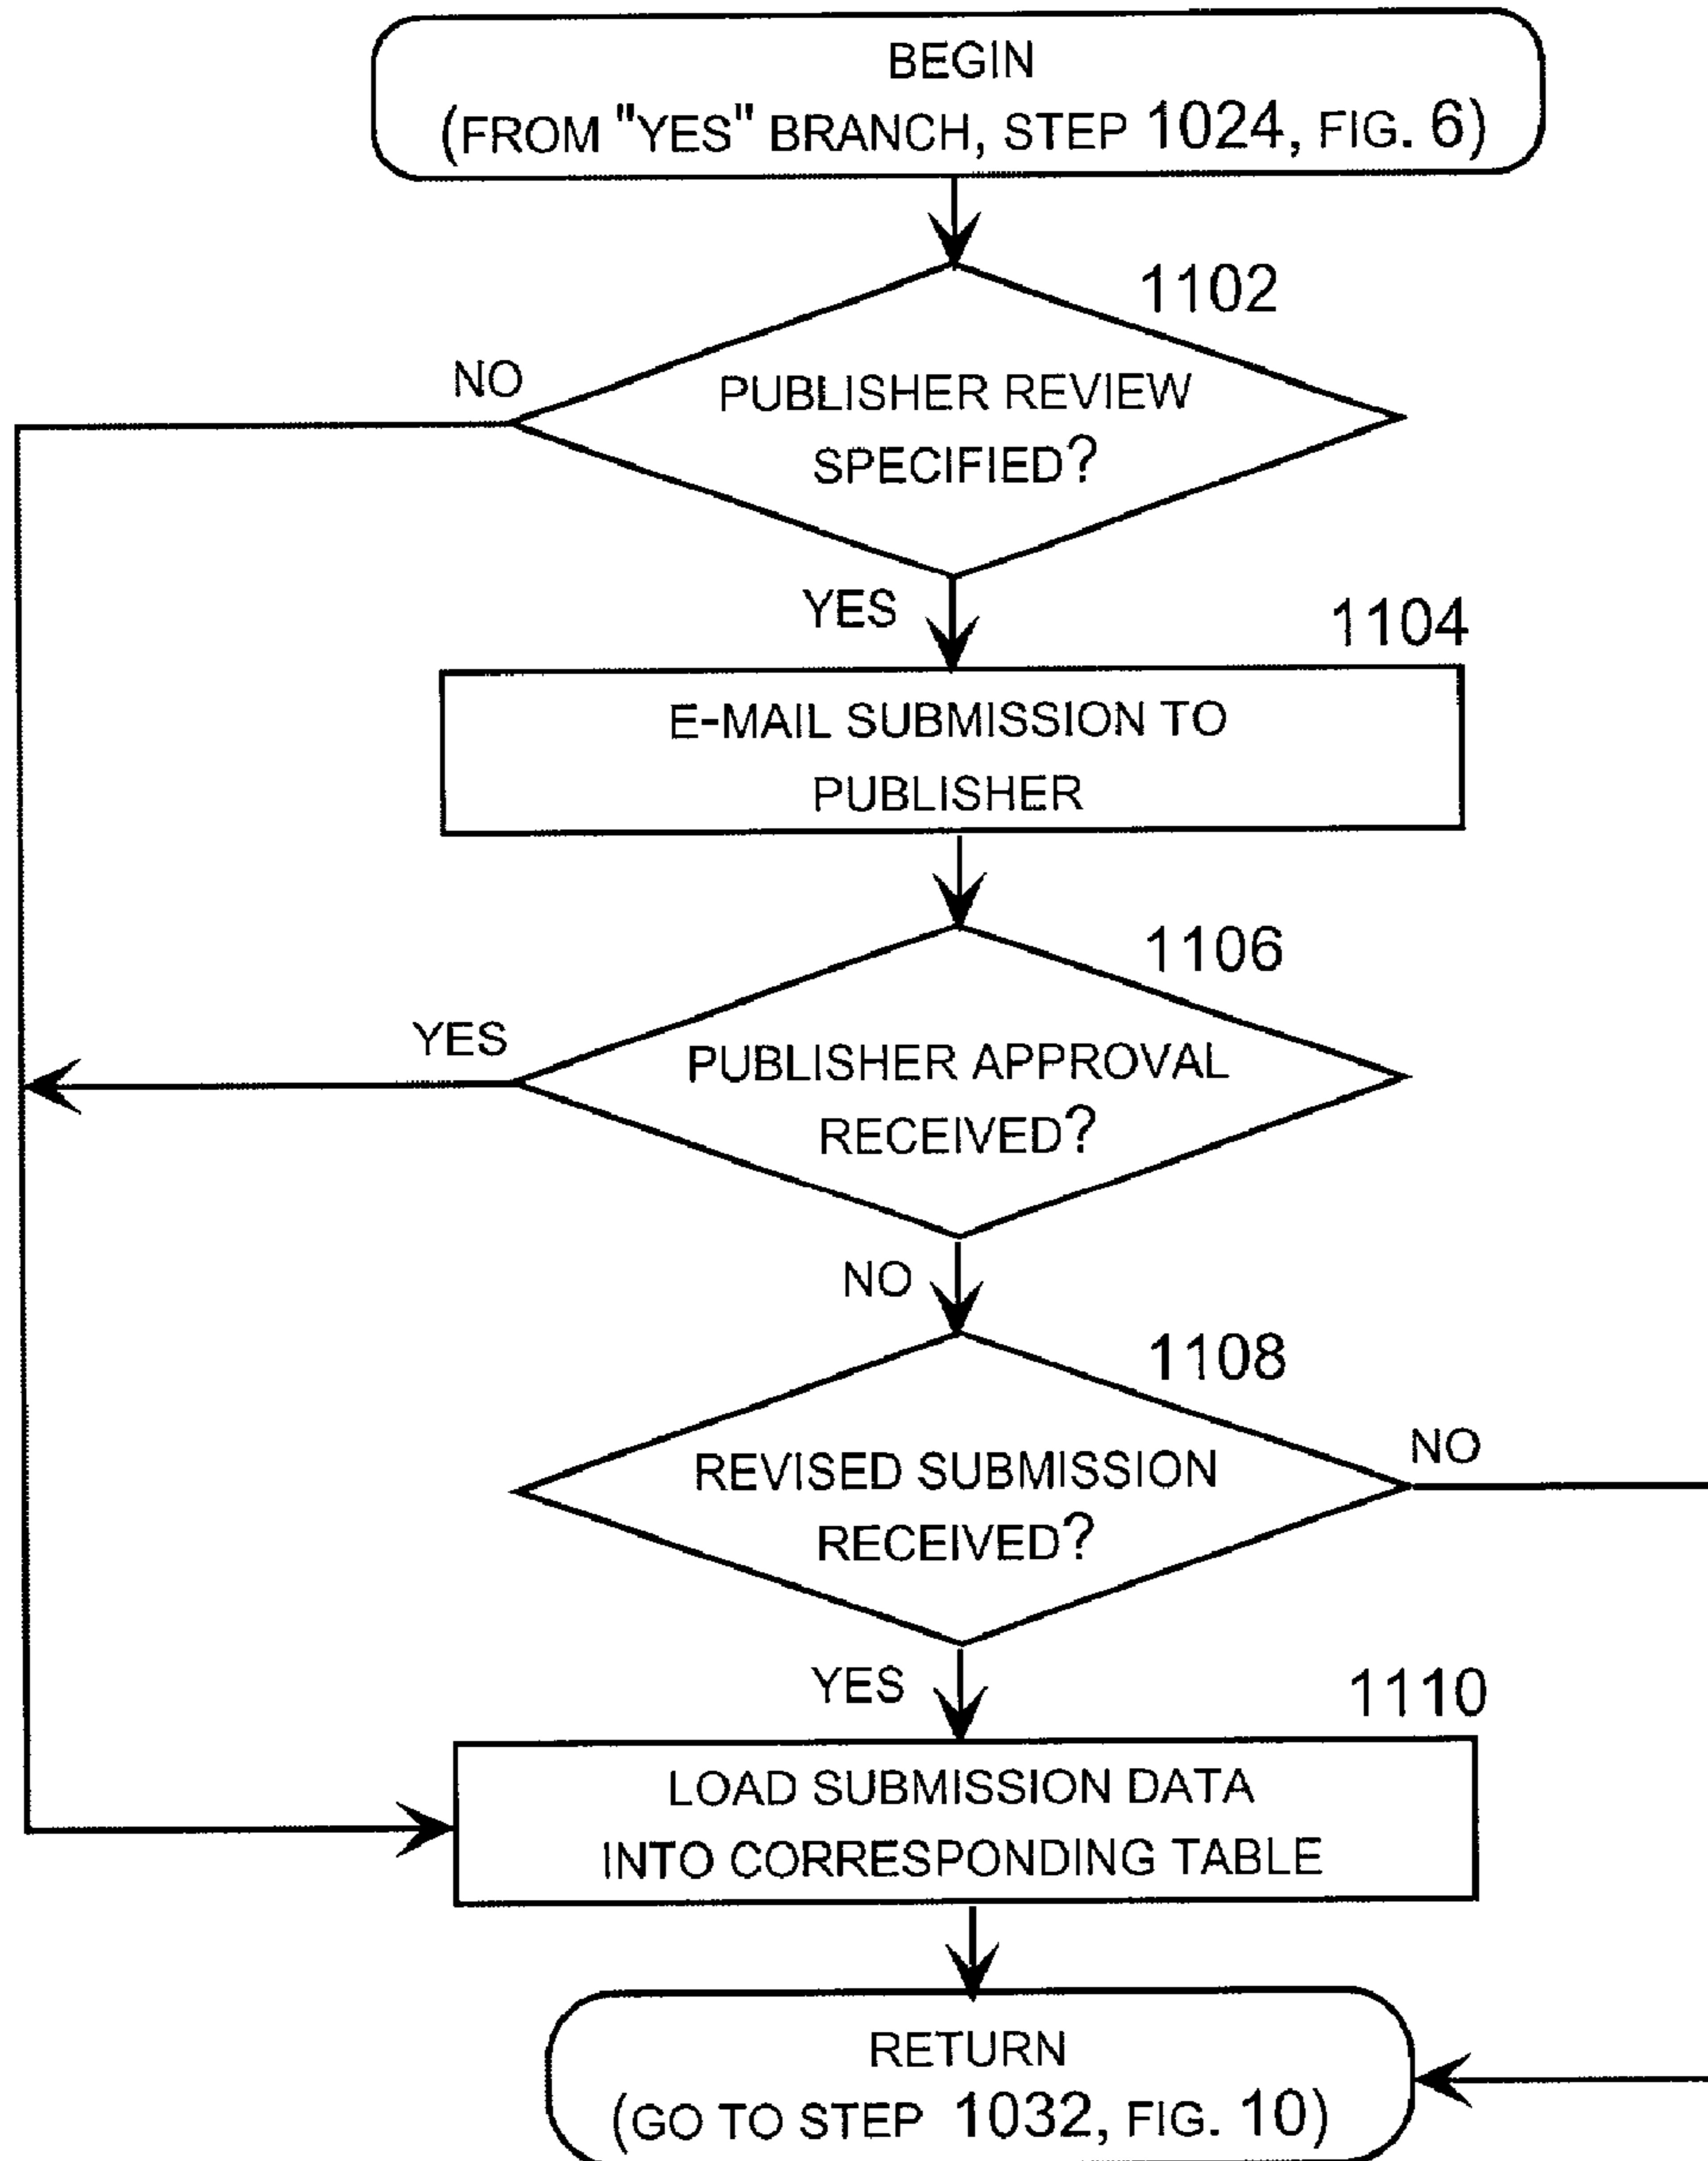 BEGIN
(FROM "YES" BRANCH, STEP 1024, FIG. 6)
1102
NO
PUBLISHER REVIEW
SPECIFIED?
YES
1104
E-MAIL SUBMISSION TO
PUBLISHER
1106
YES
PUBLISHER APPROVAL
RECEIVED?
NO
1108
NO
REVISED SUBMISSION
RECEIVED?
YES
1110
LOAD SUBMISSION DATA
INTO CORRESPONDING TABLE
RETURN
(GO TO STEP 1032, FIG. 10)